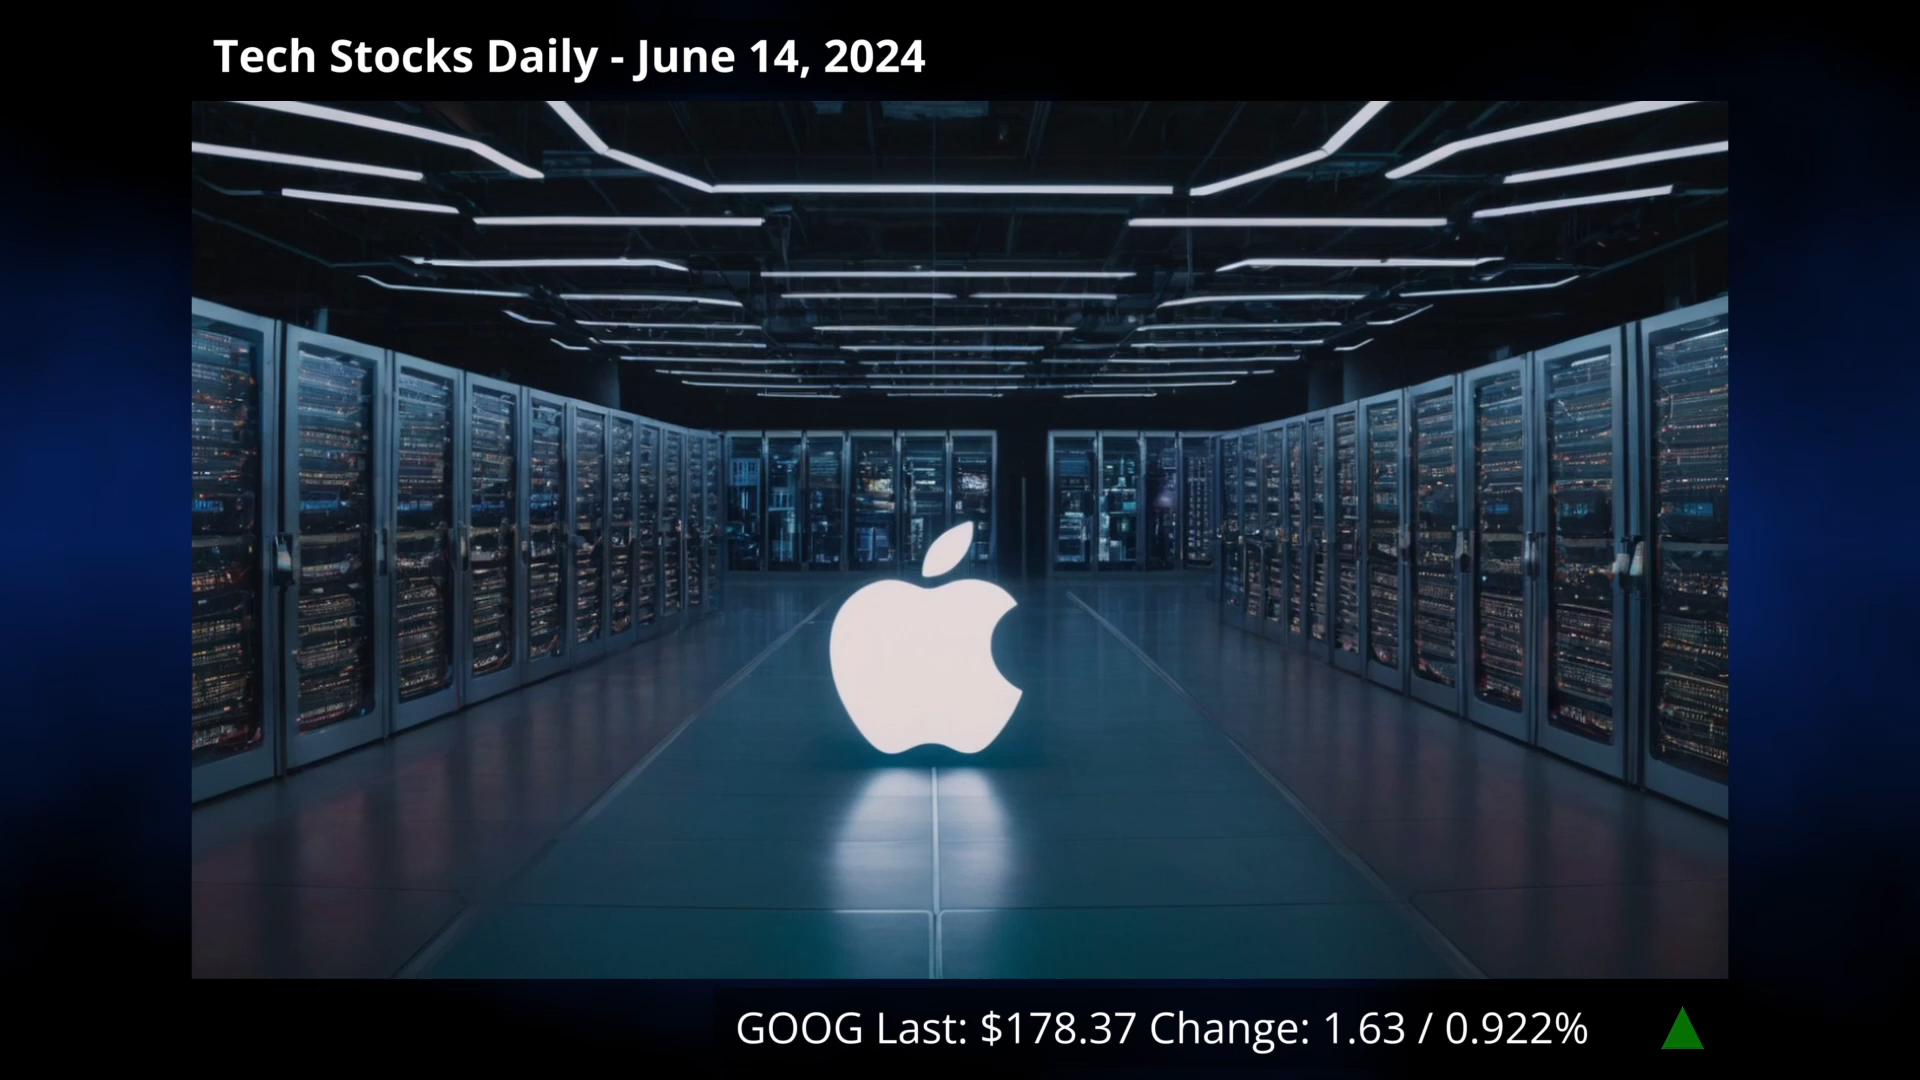 Tech Stocks Daily - June 14, 2024
GOOG Last: $178.37 Change: 1.63 / 0.922%